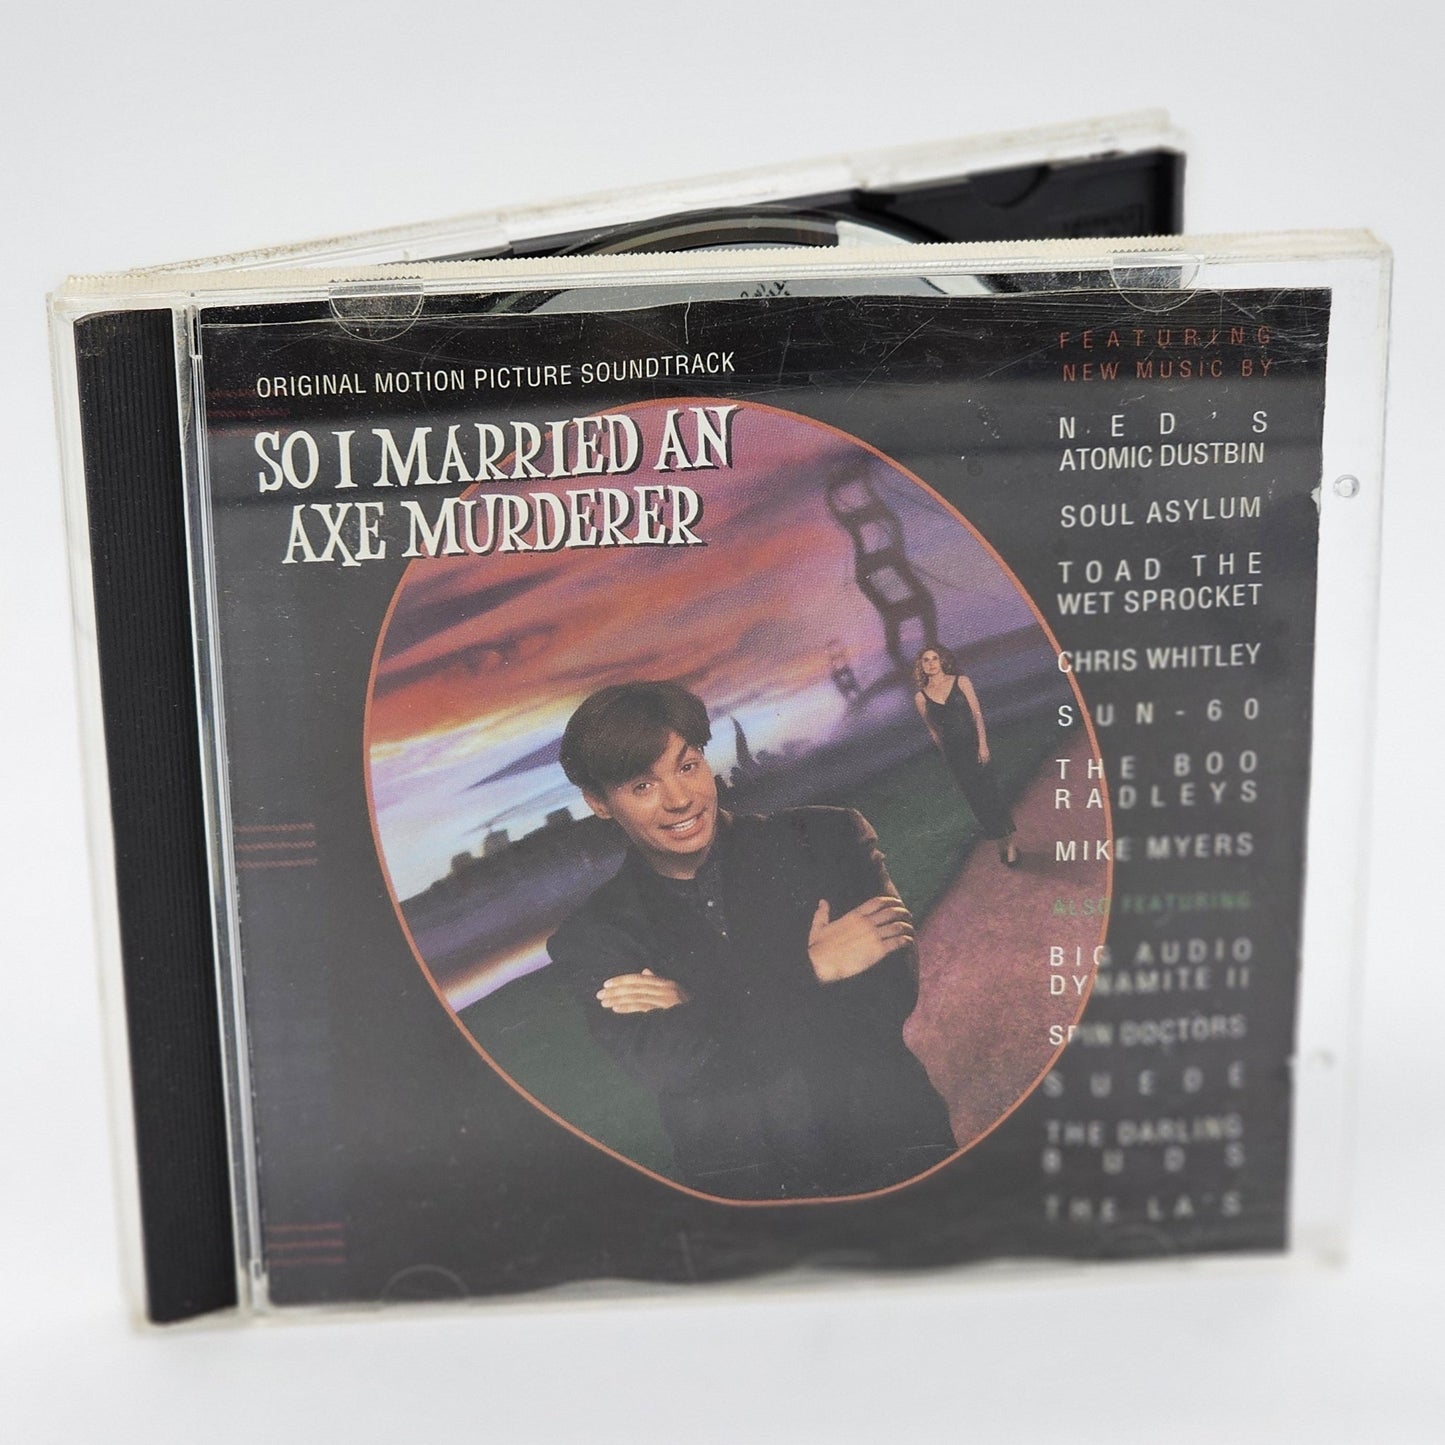 ORIGINAL MOTION PICTURE SOUNDTRACK
SO I MARRIED AN
AXE MURDERER
FEATURING
NEW MUSIC BY
NED'S
ATOMIC DUSTBIN
SOUL ASYLUM
TOAD THE
WET SPROCKET
CHRIS WHITLEY
SUN-60
THE BOO
RADLEYS
MIKE MYERS
ALSO FEATURING
BIG AUDIO
DYNAMITE II
SPIN DOCTORS
SUEDE
THE DARLING
BUDS
THE LA'S